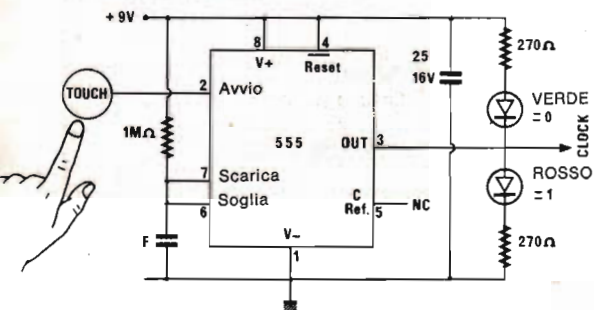 + 9V
8
V+
4
Reset
25
16V
270Ω
TOUCH
2
Avvio
VERDE
= 0
1MΩ
555
OUT
3
CLOCK
7
Scarica
6
Soglia
C
Ref.
5
NC
ROSSO
= 1
F
V-
1
270Ω